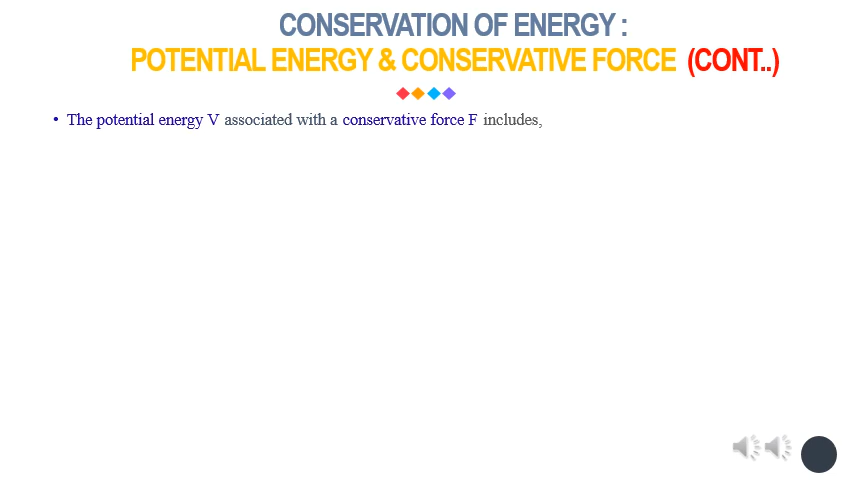 CONSERVATION OF ENERGY :
POTENTIAL ENERGY & CONSERVATIVE FORCE (CONT..)
• The potential energy V associated with a conservative force F includes,